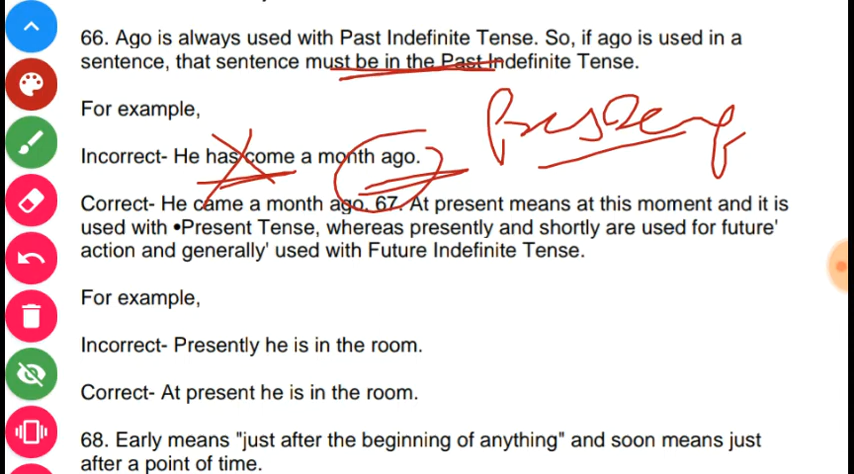 66. Ago is always used with Past Indefinite Tense. So, if ago is used in a
sentence, that sentence must be in the Past Indefinite Tense.
For example,
Incorrect- He has come a month ago.
Correct- He came a month ago. 67. At present means at this moment and it is
used with •Present Tense, whereas presently and shortly are used for future'
action and generally' used with Future Indefinite Tense.
For example,
Incorrect- Presently he is in the room.
Correct- At present he is in the room.
68. Early means "just after the beginning of anything" and soon means just
after a point of time.